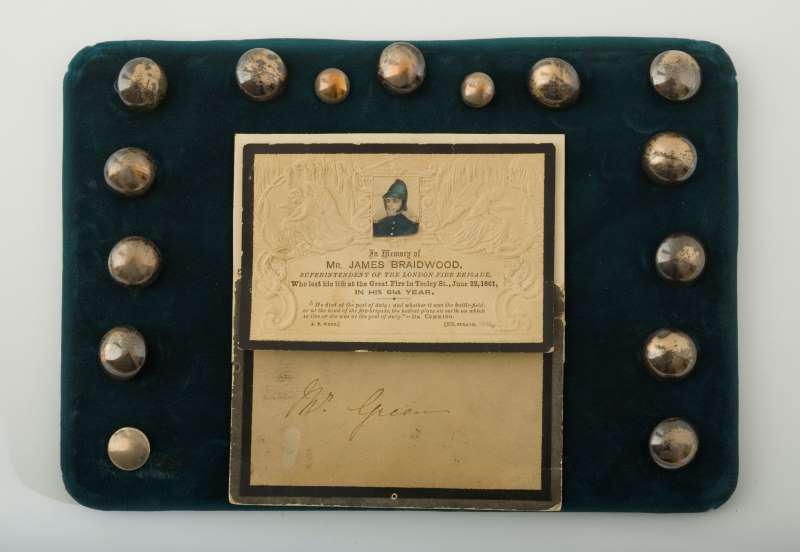 In Memory of
MR. JAMES BRAIDWOOD,
SUPERINTENDENT OF THE LONDON FIRE BRIGADE,
Who lost his life at the Great Fire in Tooley St., June 22, 1861,
IN HIS 61st YEAR.
"He died at the post of duty; and whether it was the battle-field,
or at the head of the fire-brigade, the noblest place on earth on which
to live or die was at the post of duty."—DR. CUMMING.
Mr. Green